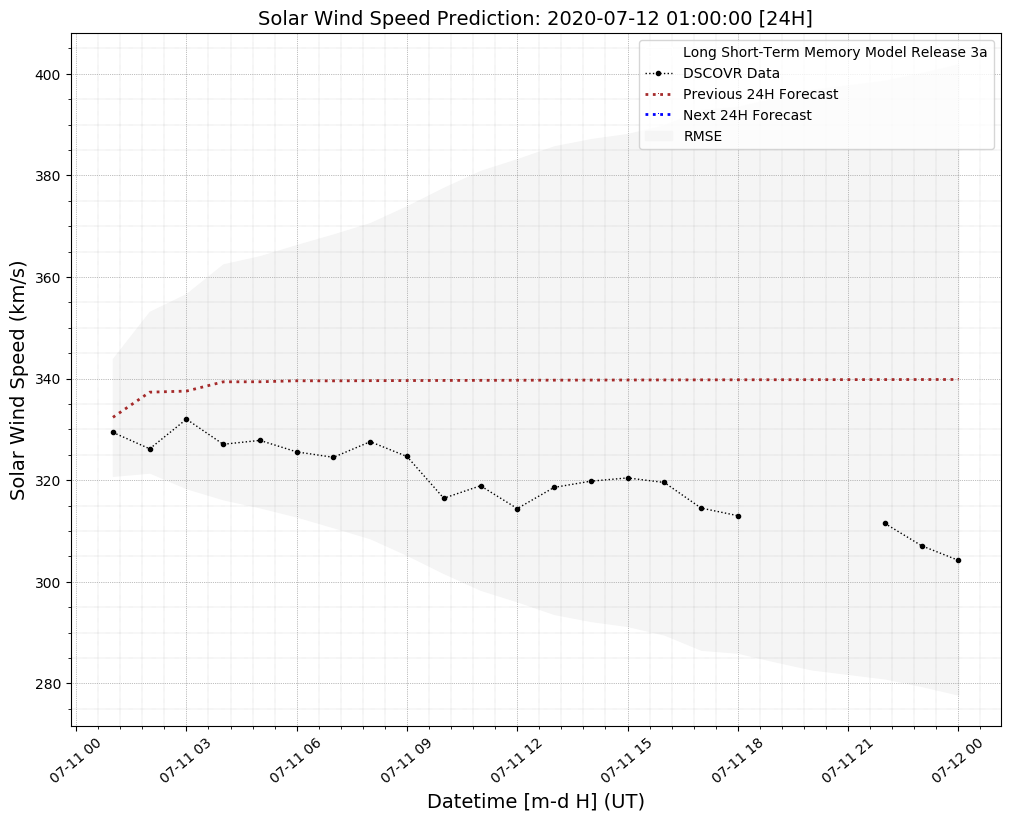 Solar Wind Speed Prediction: 2020-07-12 01:00:00 [24H]
Long Short-Term Memory Model Release 3a
DSCOVR Data
Previous 24H Forecast
Next 24H Forecast
RMSE
Solar Wind Speed (km/s)
400
380
360
340
320
300
280
07-11 00
07-11 03
07-11 06
07-11 09
07-11 12
07-11 15
07-11 18
07-11 21
07-12 00
Datetime [m-d H] (UT)